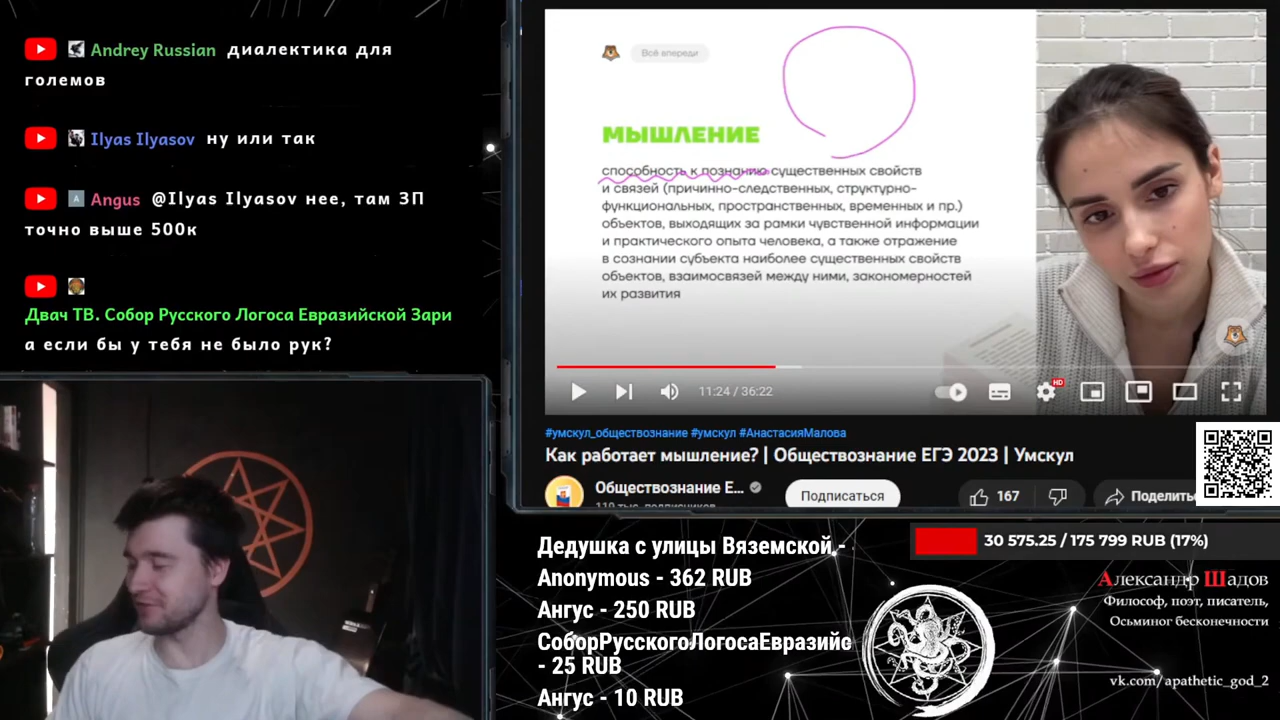 Andrey Russian диалектика для
големов
Ilyas Ilyasov ну или так
Angus @Ilyas Ilyasov нее, там ЗП
точно выше 500к
Двач ТВ. Собор Русского Логоса Евразийской Зари
а если бы у тебя не было рук?
Всё впереди
МЫШЛЕНИЕ
способность к познанию существенных свойств
и связей (причинно-следственных, структурно-
функциональных, пространственных, временных и пр.)
объектов, выходящих за рамки чувственной информации
и практического опыта человека, а также отражение
в сознании субъекта наиболее существенных свойств
объектов, взаимосвязей между ними, закономерностей
их развития
11:24 / 36:22
HD
#умскул_обществознание #умскул #АнастасияМалова
Как работает мышление? | Обществознание ЕГЭ 2023 | Умскул
Обществознание Е...
Подписаться
167
Поделить
Дедушка с улицы Вяземской -
Anonymous - 362 RUB
Ангус - 250 RUB
СоборРусскогоЛогосаЕвразийс
- 25 RUB
Ангус - 10 RUB
30 575.25 / 175 799 RUB (17%)
Александр Шадов
Философ, поэт, писатель,
Осьминог бесконечности
vk.com/apathetic_god_2